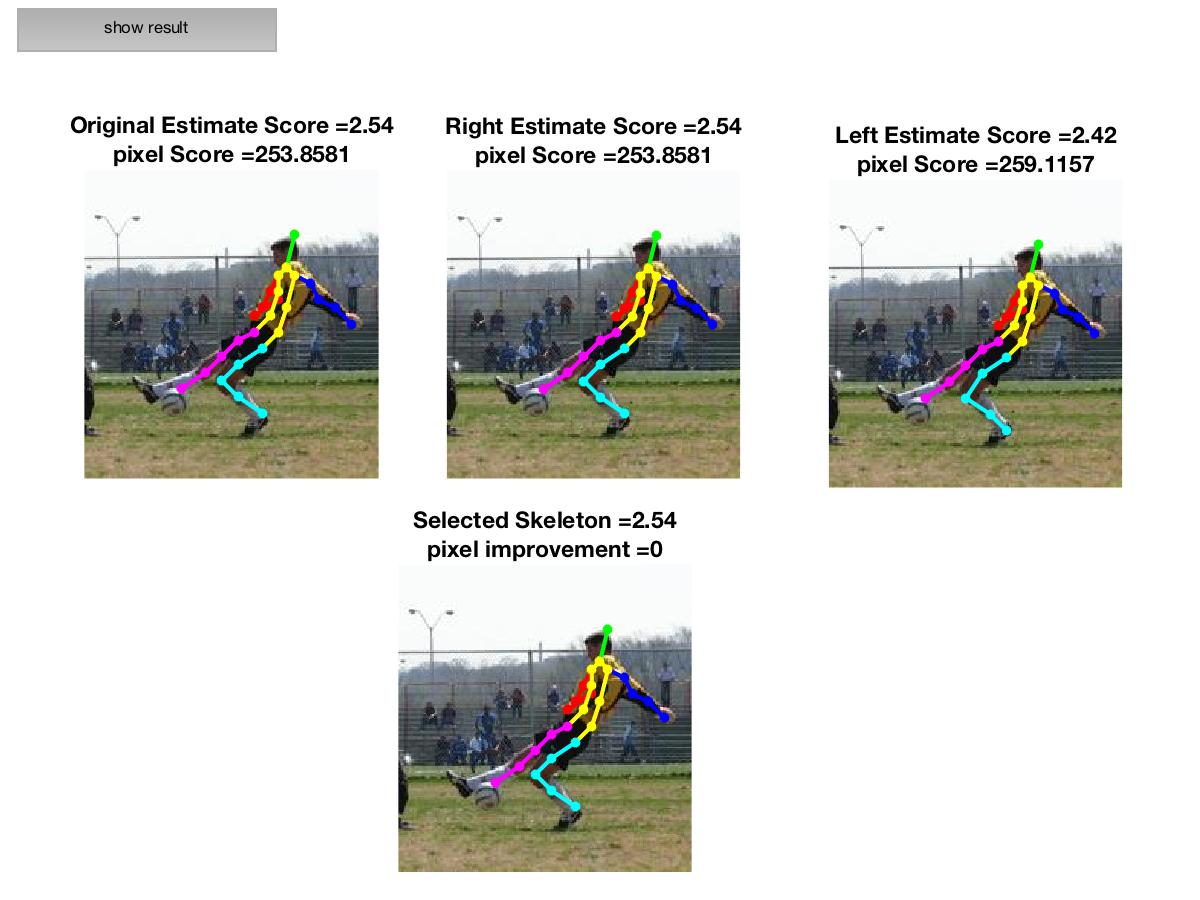 show result
Original Estimate Score =2.54
pixel Score =253.8581
Right Estimate Score =2.54
pixel Score =253.8581
Left Estimate Score =2.42
pixel Score =259.1157
Selected Skeleton =2.54
pixel improvement =0